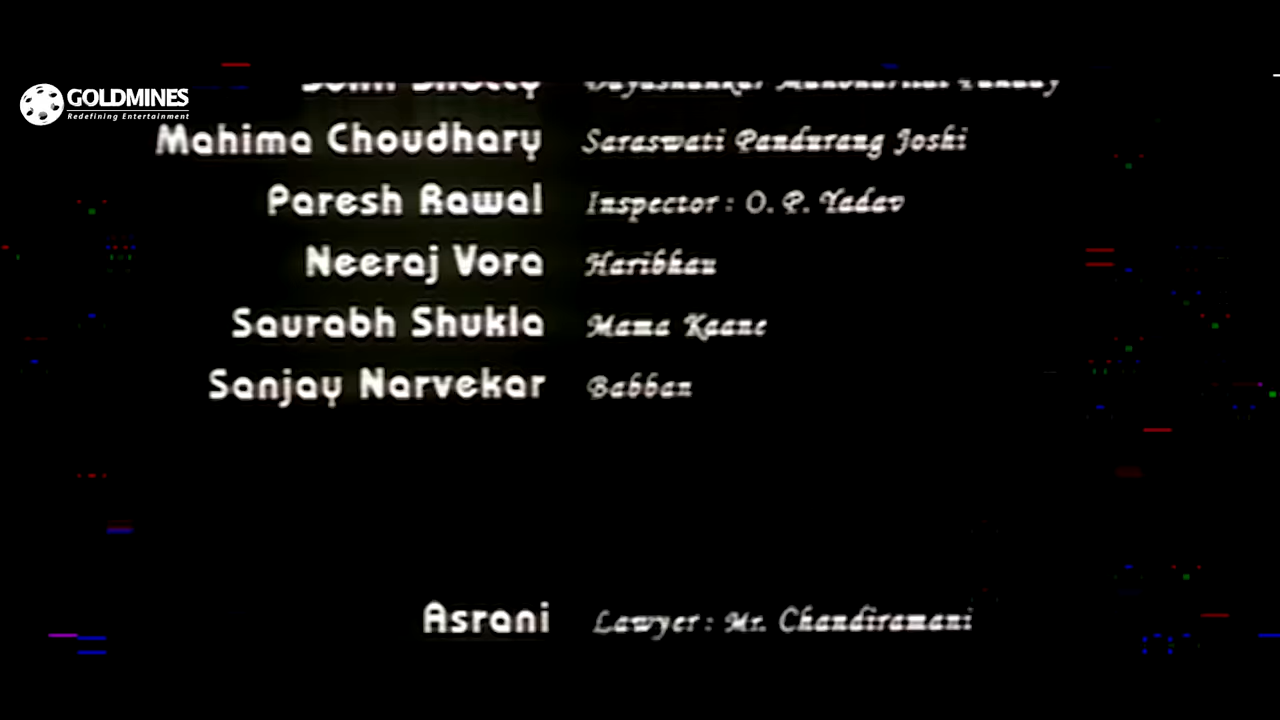 GOLDMINES
Redefining Entertainment
Mahima Choudhary Saraswati Pandurang Joshi
Paresh Rawal Inspector : O. P. Yadav
Neeraj Vora Haribhau
Saurabh Shukla Mama Kaane
Sanjay Narvekar Babban
Asrani Lawyer : Mr. Chandiramani